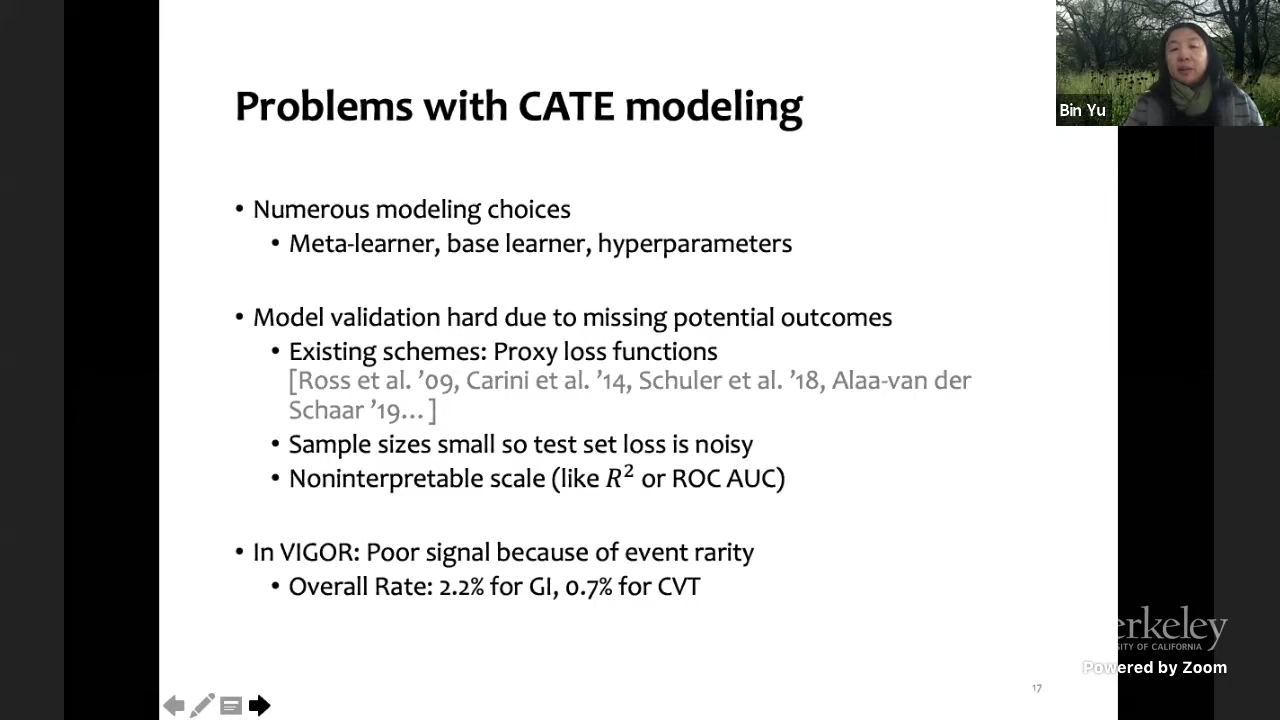 Problems with CATE modeling
Bin Yu
• Numerous modeling choices
• Meta-learner, base learner, hyperparameters
• Model validation hard due to missing potential outcomes
• Existing schemes: Proxy loss functions
[Ross et al. ’09, Carini et al. ’14, Schuler et al. ’18, Alaa-van der
Schaar ’19… ]
• Sample sizes small so test set loss is noisy
• Noninterpretable scale (like R² or ROC AUC)
• In VIGOR: Poor signal because of event rarity
• Overall Rate: 2.2% for GI, 0.7% for CVT
erkeley
SITY OF CALIFORNIA
Powered by Zoom
17